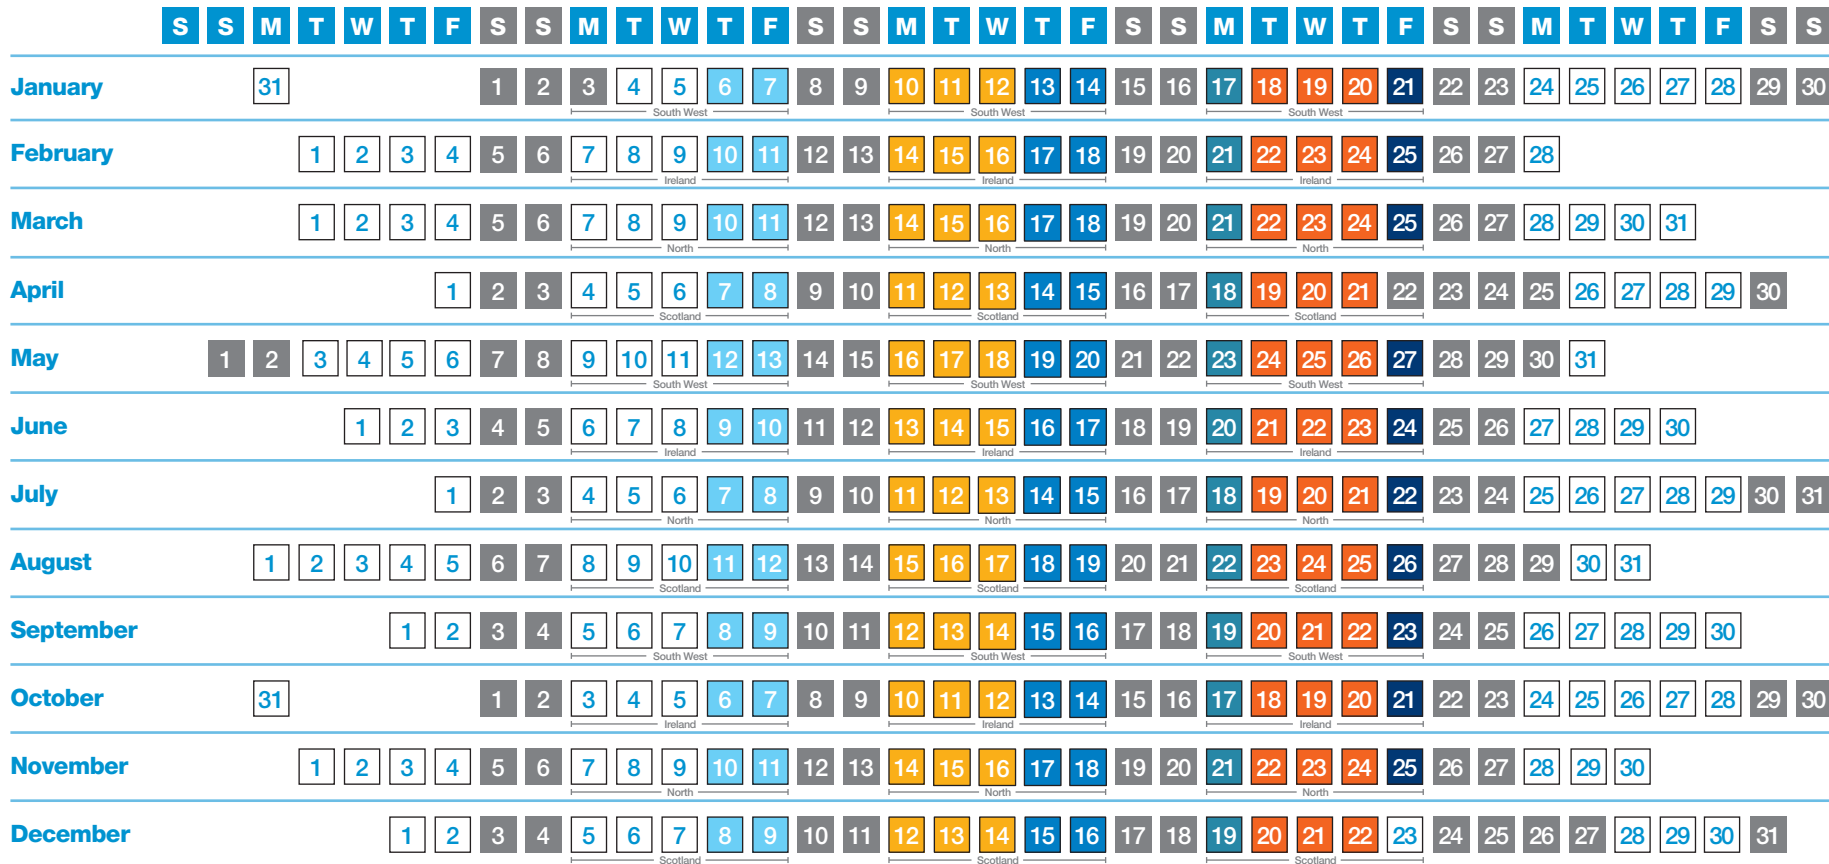 S S M T W T F S S M T W T F S S M T W T F S S M T W T F S S M T W T F S S
January 31 1 2 3 4 5 6 7 8 9 10 11 12 13 14 15 16 17 18 19 20 21 22 23 24 25 26 27 28 29 30
South West South West South West
February 1 2 3 4 5 6 7 8 9 10 11 12 13 14 15 16 17 18 19 20 21 22 23 24 25 26 27 28
Ireland Ireland Ireland
March 1 2 3 4 5 6 7 8 9 10 11 12 13 14 15 16 17 18 19 20 21 22 23 24 25 26 27 28 29 30 31
North North North
April 1 2 3 4 5 6 7 8 9 10 11 12 13 14 15 16 17 18 19 20 21 22 23 24 25 26 27 28 29 30
Scotland Scotland Scotland
May 1 2 3 4 5 6 7 8 9 10 11 12 13 14 15 16 17 18 19 20 21 22 23 24 25 26 27 28 29 30 31
South West South West South West
June 1 2 3 4 5 6 7 8 9 10 11 12 13 14 15 16 17 18 19 20 21 22 23 24 25 26 27 28 29 30
Ireland Ireland Ireland
July 1 2 3 4 5 6 7 8 9 10 11 12 13 14 15 16 17 18 19 20 21 22 23 24 25 26 27 28 29 30 31
North North North
August 1 2 3 4 5 6 7 8 9 10 11 12 13 14 15 16 17 18 19 20 21 22 23 24 25 26 27 28 29 30 31
Scotland Scotland Scotland
September 1 2 3 4 5 6 7 8 9 10 11 12 13 14 15 16 17 18 19 20 21 22 23 24 25 26 27 28 29 30
South West South West South West
October 31 1 2 3 4 5 6 7 8 9 10 11 12 13 14 15 16 17 18 19 20 21 22 23 24 25 26 27 28 29 30
Ireland Ireland Ireland
November 1 2 3 4 5 6 7 8 9 10 11 12 13 14 15 16 17 18 19 20 21 22 23 24 25 26 27 28 29 30
North North North
December 1 2 3 4 5 6 7 8 9 10 11 12 13 14 15 16 17 18 19 20 21 22 23 24 25 26 27 28 29 30 31
Scotland Scotland Scotland